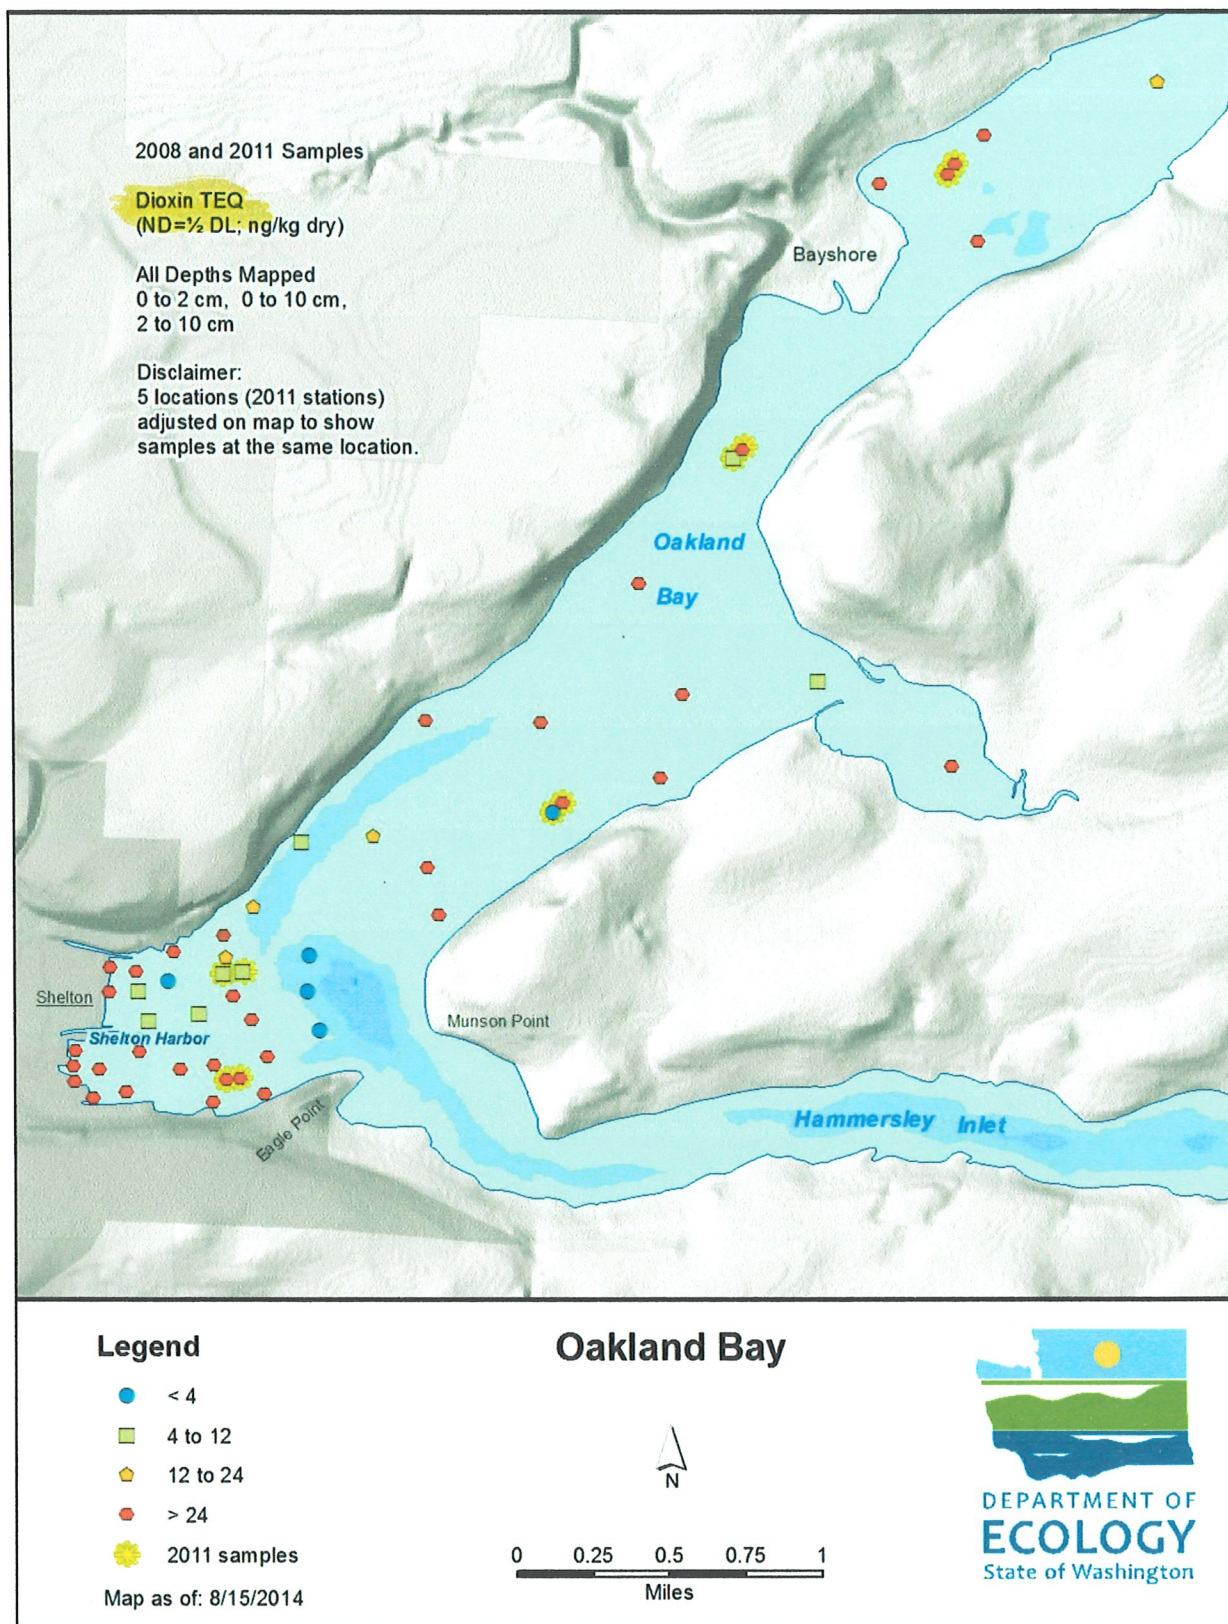 2008 and 2011 Samples
Dioxin TEQ
(ND=½ DL; ng/kg dry)
All Depths Mapped
0 to 2 cm, 0 to 10 cm,
2 to 10 cm
Disclaimer:
5 locations (2011 stations)
adjusted on map to show
samples at the same location.
Bayshore
Oakland
Bay
Shelton
Shelton Harbor
Munson Point
Eagle Point
Hammersley Inlet
Legend
< 4
4 to 12
12 to 24
> 24
2011 samples
Map as of: 8/15/2014
Oakland Bay
N
0 0.25 0.5 0.75 1
Miles
DEPARTMENT OF
ECOLOGY
State of Washington